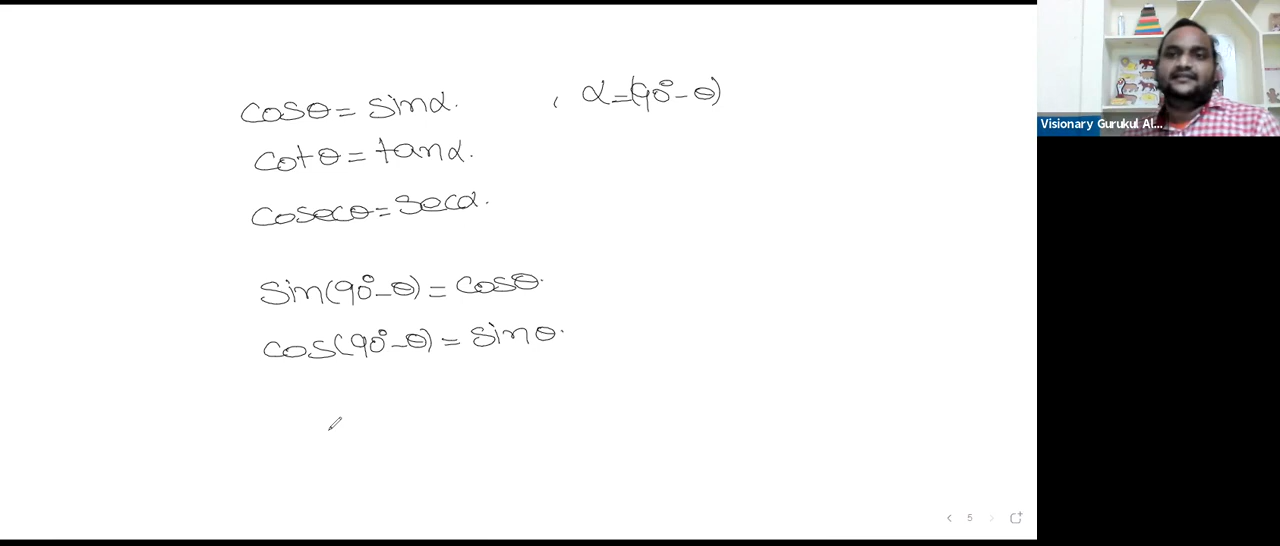 cosθ = sinα. , α = (90° - θ)
cotθ = tanα.
cosecθ = secα.
sin(90° - θ) = cosθ.
cos(90° - θ) = sinθ.
Visionary Gurukul Al...
5